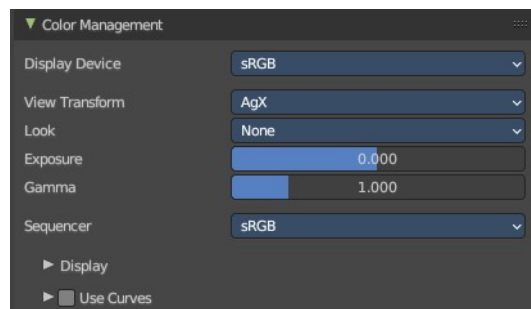 Color Management
Display Device sRGB
View Transform AgX
Look None
Exposure 0.000
Gamma 1.000
Sequencer sRGB
Display
Use Curves